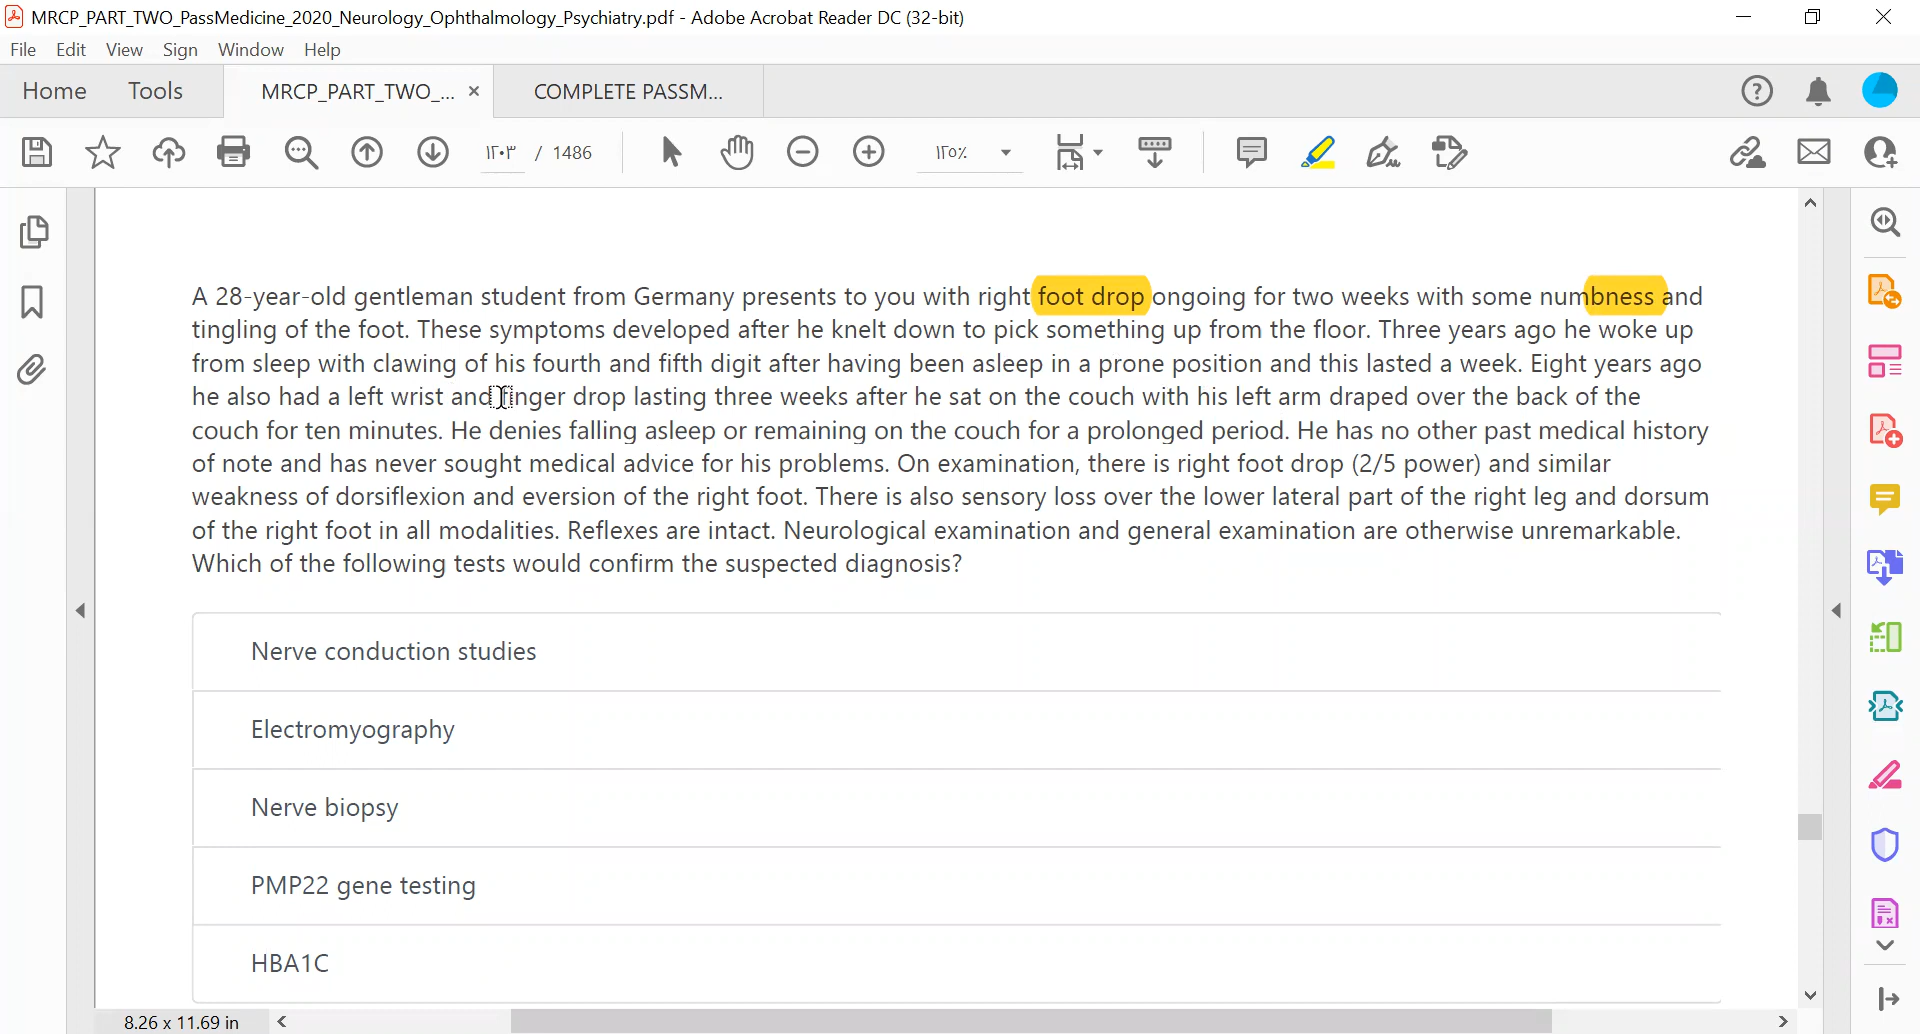 MRCP_PART_TWO_PassMedicine_2020_Neurology_Ophthalmology_Psychiatry.pdf - Adobe Acrobat Reader DC (32-bit)
File Edit View Sign Window Help
Home Tools MRCP_PART_TWO_... × COMPLETE PASSM...
١٢٠٣ / 1486 ١٢٥٪
A 28-year-old gentleman student from Germany presents to you with right foot drop ongoing for two weeks with some numbness and
tingling of the foot. These symptoms developed after he knelt down to pick something up from the floor. Three years ago he woke up
from sleep with clawing of his fourth and fifth digit after having been asleep in a prone position and this lasted a week. Eight years ago
he also had a left wrist and finger drop lasting three weeks after he sat on the couch with his left arm draped over the back of the
couch for ten minutes. He denies falling asleep or remaining on the couch for a prolonged period. He has no other past medical history
of note and has never sought medical advice for his problems. On examination, there is right foot drop (2/5 power) and similar
weakness of dorsiflexion and eversion of the right foot. There is also sensory loss over the lower lateral part of the right leg and dorsum
of the right foot in all modalities. Reflexes are intact. Neurological examination and general examination are otherwise unremarkable.
Which of the following tests would confirm the suspected diagnosis?
Nerve conduction studies
Electromyography
Nerve biopsy
PMP22 gene testing
HBA1C
8.26 x 11.69 in